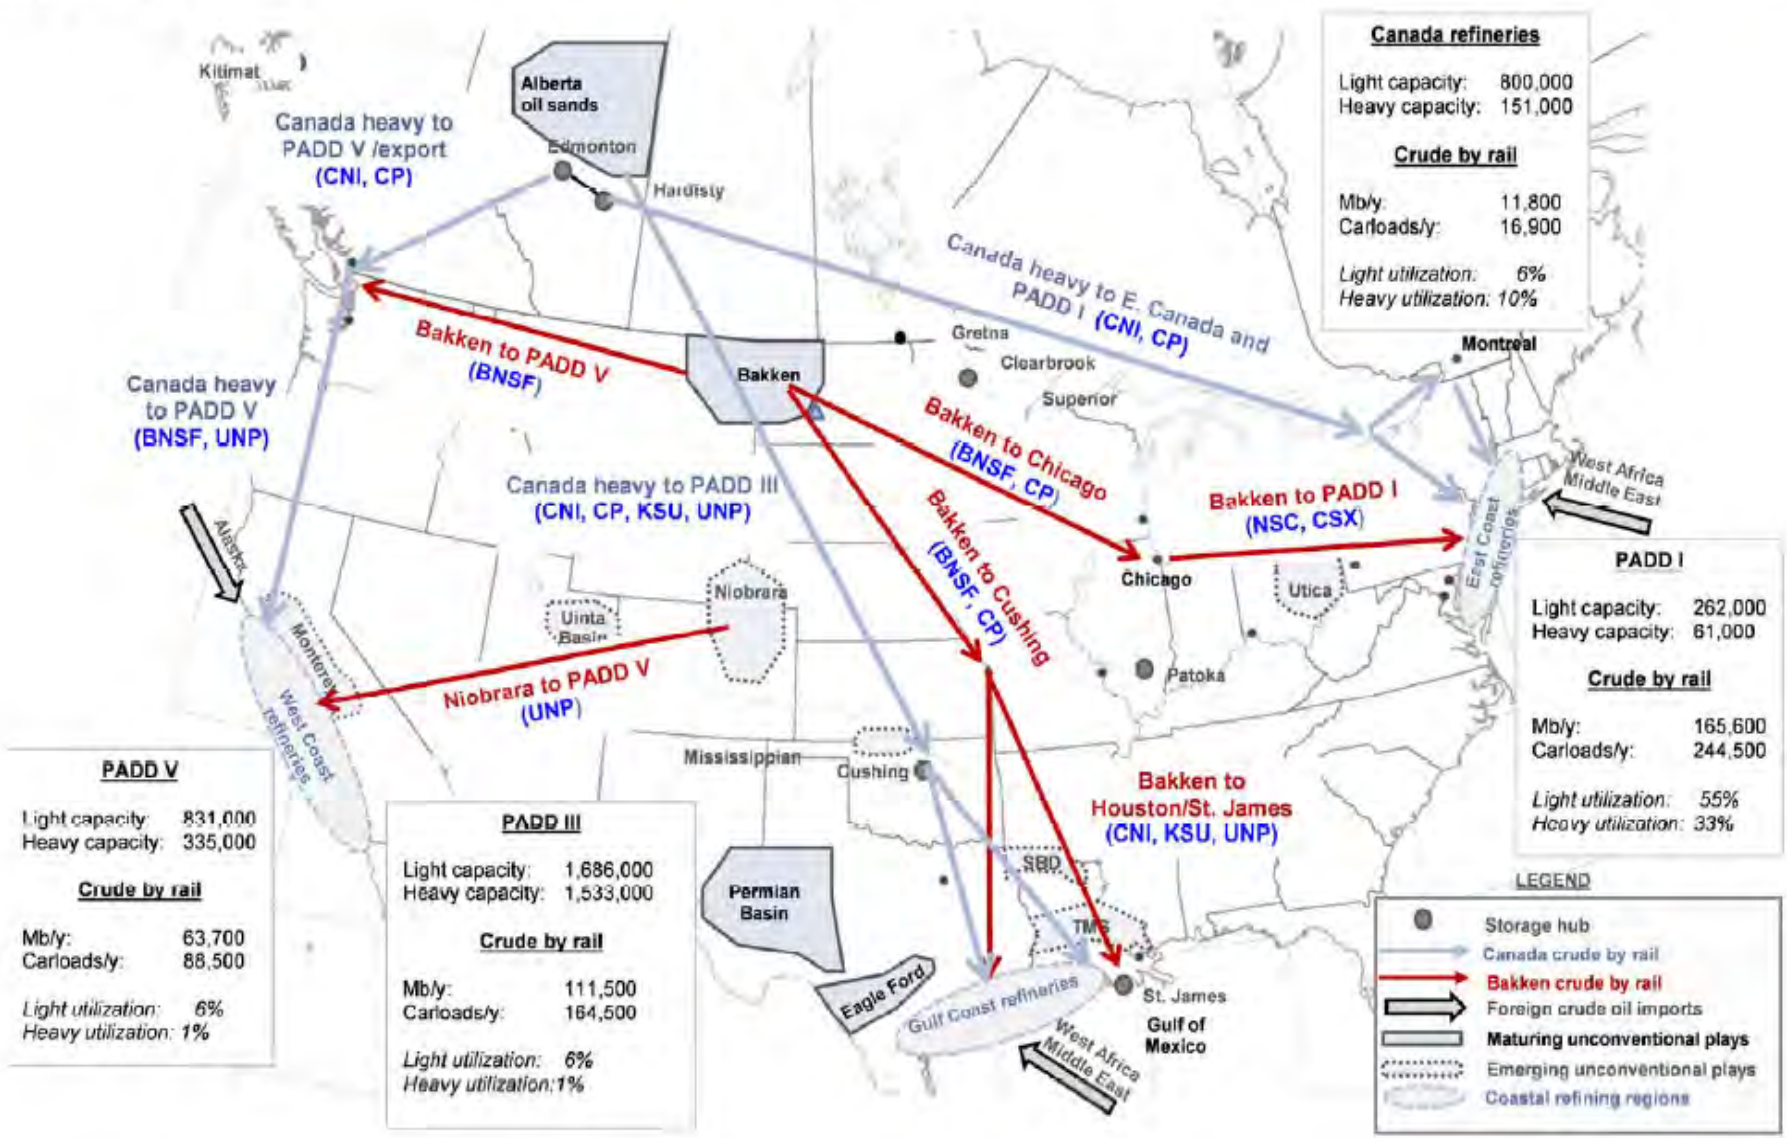 Kitimat
Alberta
oil sands
Canada heavy to
PADD V /export
(CNI, CP)
Edmonton
Hardisty
Canada refineries
Light capacity: 800,000
Heavy capacity: 151,000
Crude by rail
Mb/y: 11,800
Carloads/y: 16,900
Light utilization: 6%
Heavy utilization: 10%
Montreal
Canada heavy to E. Canada and
PADD I (CNI, CP)
Gretna
Clearbrook
Superior
Bakken to PADD V
(BNSF)
Bakken
Canada heavy
to PADD V
(BNSF, UNP)
Bakken to Chicago
(BNSF, CP)
Canada heavy to PADD III
(CNI, CP, KSU, UNP)
Bakken to Cushing
(BNSF, CP)
Bakken to PADD I
(NSC, CSX)
West Africa
Middle East
East Coast
refineries
Alaska
Chicago
Utica
Niobrara
Uinta
Basin
Monterey
West Coast
refineries
Niobrara to PADD V
(UNP)
Patoka
PADD I
Light capacity: 262,000
Heavy capacity: 61,000
Crude by rail
Mb/y: 165,600
Carloads/y: 244,500
Light utilization: 55%
Heavy utilization: 33%
Mississippian
Cushing
Bakken to
Houston/St. James
(CNI, KSU, UNP)
PADD V
Light capacity: 831,000
Heavy capacity: 335,000
Crude by rail
Mb/y: 63,700
Carloads/y: 88,500
Light utilization: 6%
Heavy utilization: 1%
PADD III
Light capacity: 1,686,000
Heavy capacity: 1,533,000
Crude by rail
Mb/y: 111,500
Carloads/y: 164,500
Light utilization: 6%
Heavy utilization: 1%
Permian
Basin
SBD
TMS
Eagle Ford
Gulf Coast refineries
St. James
Gulf of
Mexico
West Africa
Middle East
LEGEND
Storage hub
Canada crude by rail
Bakken crude by rail
Foreign crude oil imports
Maturing unconventional plays
Emerging unconventional plays
Coastal refining regions